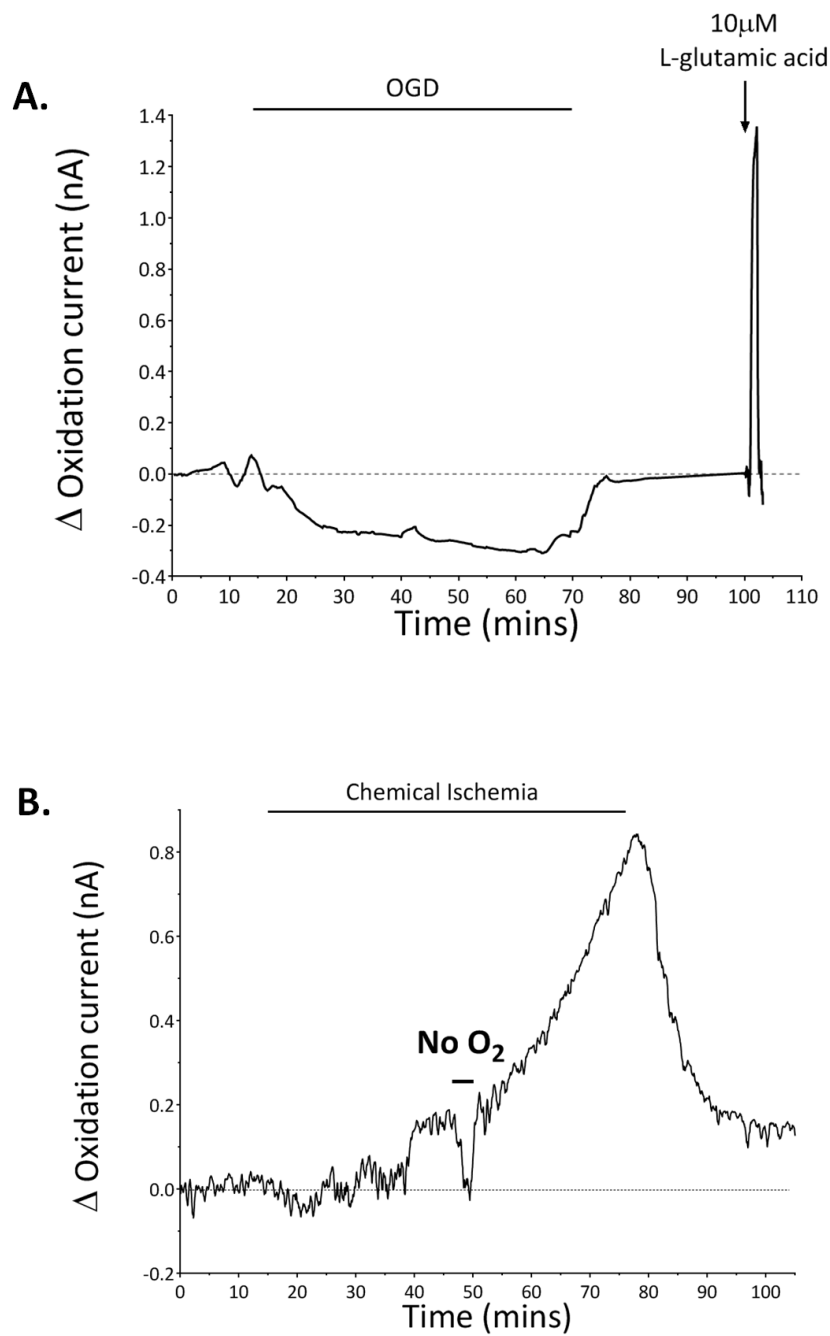 10μM
L-glutamic acid
A.
OGD
Δ Oxidation current (nA)
1.4
1.2
1.0
0.8
0.6
0.4
0.2
0.0
-0.2
-0.4
0 10 20 30 40 50 60 70 80 90 100 110
Time (mins)
B.
Chemical Ischemia
Δ Oxidation current (nA)
0.8
0.6
0.4
No O₂
0.2
0.0
-0.2
0 10 20 30 40 50 60 70 80 90 100
Time (mins)